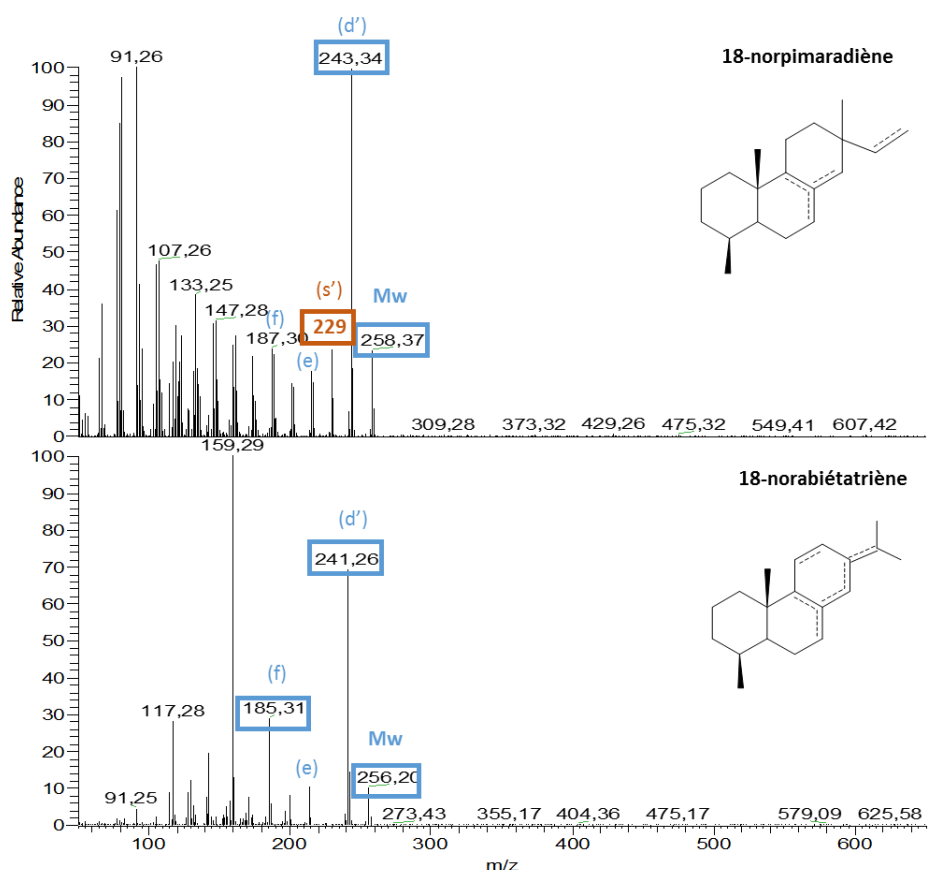 (d')
91,26
243,34
18-norpimaradiène
100
90
80
70
60
50
40
30
20
10
0
Relative Abundance
107,26
133,25
147,28
(s')
Mw
(f)
229
187,30
258,37
(e)
309,28 373,32 429,26 475,32 549,41 607,42
159,29
18-norabiétatriène
100
90
80
70
60
50
40
30
20
10
0
(d')
241,26
(f)
185,31
117,28
Mw
(e)
256,20
91,25
273,43 355,17 404,36 475,17 579,09 625,58
100 200 300 400 500 600
m/z